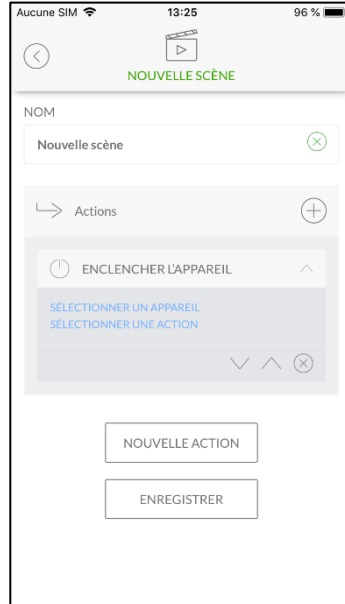 Aucune SIM 13:25 96 %
NOUVELLE SCÈNE
NOM
Nouvelle scène
Actions
ENCLENCHER L'APPAREIL
SÉLECTIONNER UN APPAREIL
SÉLECTIONNER UNE ACTION
NOUVELLE ACTION
ENREGISTRER